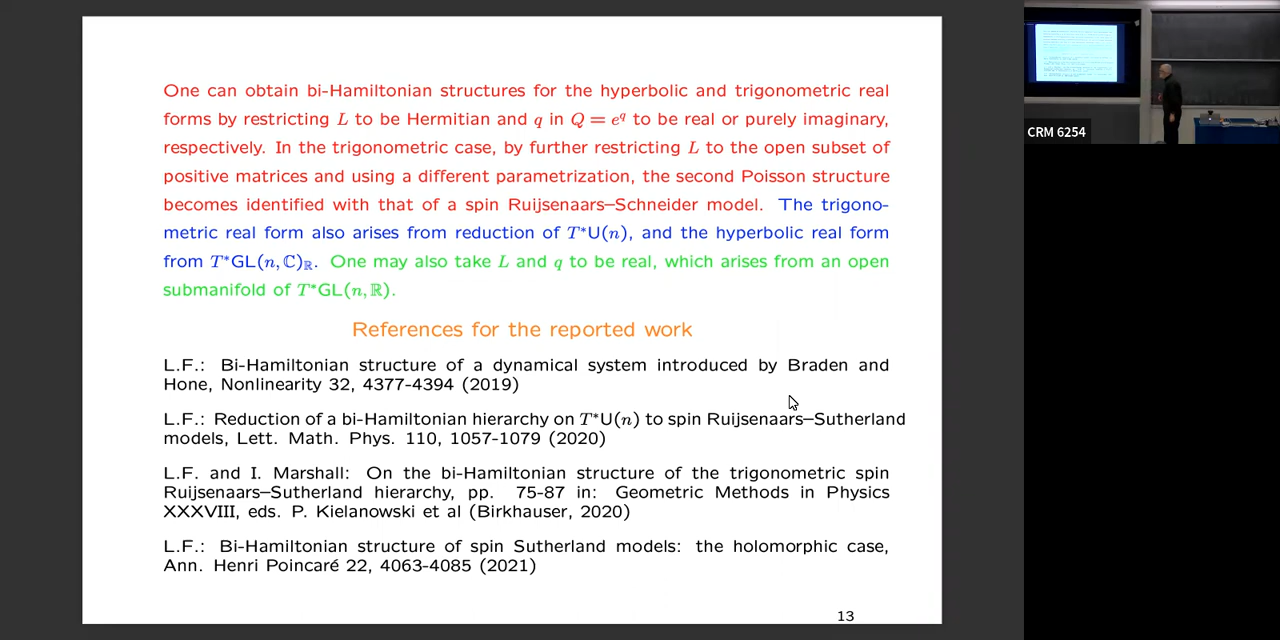 One can obtain bi-Hamiltonian structures for the hyperbolic and trigonometric real
forms by restricting L to be Hermitian and q in Q = e^q to be real or purely imaginary,
respectively. In the trigonometric case, by further restricting L to the open subset of
positive matrices and using a different parametrization, the second Poisson structure
becomes identified with that of a spin Ruijsenaars–Schneider model. The trigono-
metric real form also arises from reduction of T*U(n), and the hyperbolic real form
from T*GL(n, ℂ)_ℝ. One may also take L and q to be real, which arises from an open
submanifold of T*GL(n, ℝ).
References for the reported work
L.F.: Bi-Hamiltonian structure of a dynamical system introduced by Braden and
Hone, Nonlinearity 32, 4377-4394 (2019)
L.F.: Reduction of a bi-Hamiltonian hierarchy on T*U(n) to spin Ruijsenaars–Sutherland
models, Lett. Math. Phys. 110, 1057-1079 (2020)
L.F. and I. Marshall: On the bi-Hamiltonian structure of the trigonometric spin
Ruijsenaars–Sutherland hierarchy, pp. 75-87 in: Geometric Methods in Physics
XXXVIII, eds. P. Kielanowski et al (Birkhauser, 2020)
L.F.: Bi-Hamiltonian structure of spin Sutherland models: the holomorphic case,
Ann. Henri Poincaré 22, 4063-4085 (2021)
13
CRM 6254